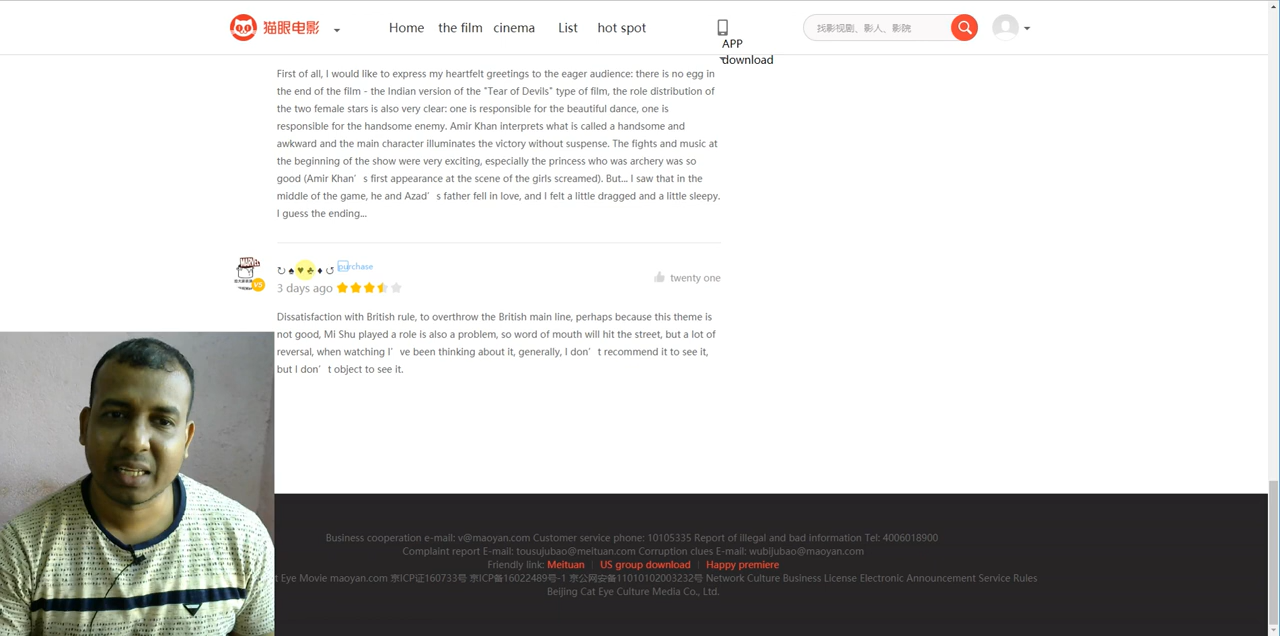 猫眼电影
Home the film cinema List hot spot
APP
download
找影视剧、影人、影院
First of all, I would like to express my heartfelt greetings to the eager audience: there is no egg in
the end of the film - the Indian version of the "Tear of Devils" type of film, the role distribution of
the two female stars is also very clear: one is responsible for the beautiful dance, one is
responsible for the handsome enemy. Amir Khan interprets what is called a handsome and
awkward and the main character illuminates the victory without suspense. The fights and music at
the beginning of the show were very exciting, especially the princess who was archery was so
good (Amir Khan’s first appearance at the scene of the girls screamed). But... I saw that in the
middle of the game, he and Azad’s father fell in love, and I felt a little dragged and a little sleepy.
I guess the ending...
↻ ♠ ♥ ♣ ♦ ↺ purchase
3 days ago
twenty one
Dissatisfaction with British rule, to overthrow the British main line, perhaps because this theme is
not good, Mi Shu played a role is also a problem, so word of mouth will hit the street, but a lot of
reversal, when watching I’ve been thinking about it, generally, I don’t recommend it to see it,
but I don’t object to see it.
Business cooperation e-mail: v@maoyan.com Customer service phone: 10105335 Report of illegal and bad information Tel: 4006018900
Complaint report E-mail: tousujubao@meituan.com Corruption clues E-mail: wubijubao@maoyan.com
Friendly link: Meituan | US group download | Happy premiere
t Eye Movie maoyan.com 京ICP证160733号 京ICP备16022489号-1 京公网安备11010102003232号 Network Culture Business License Electronic Announcement Service Rules
Beijing Cat Eye Culture Media Co., Ltd.